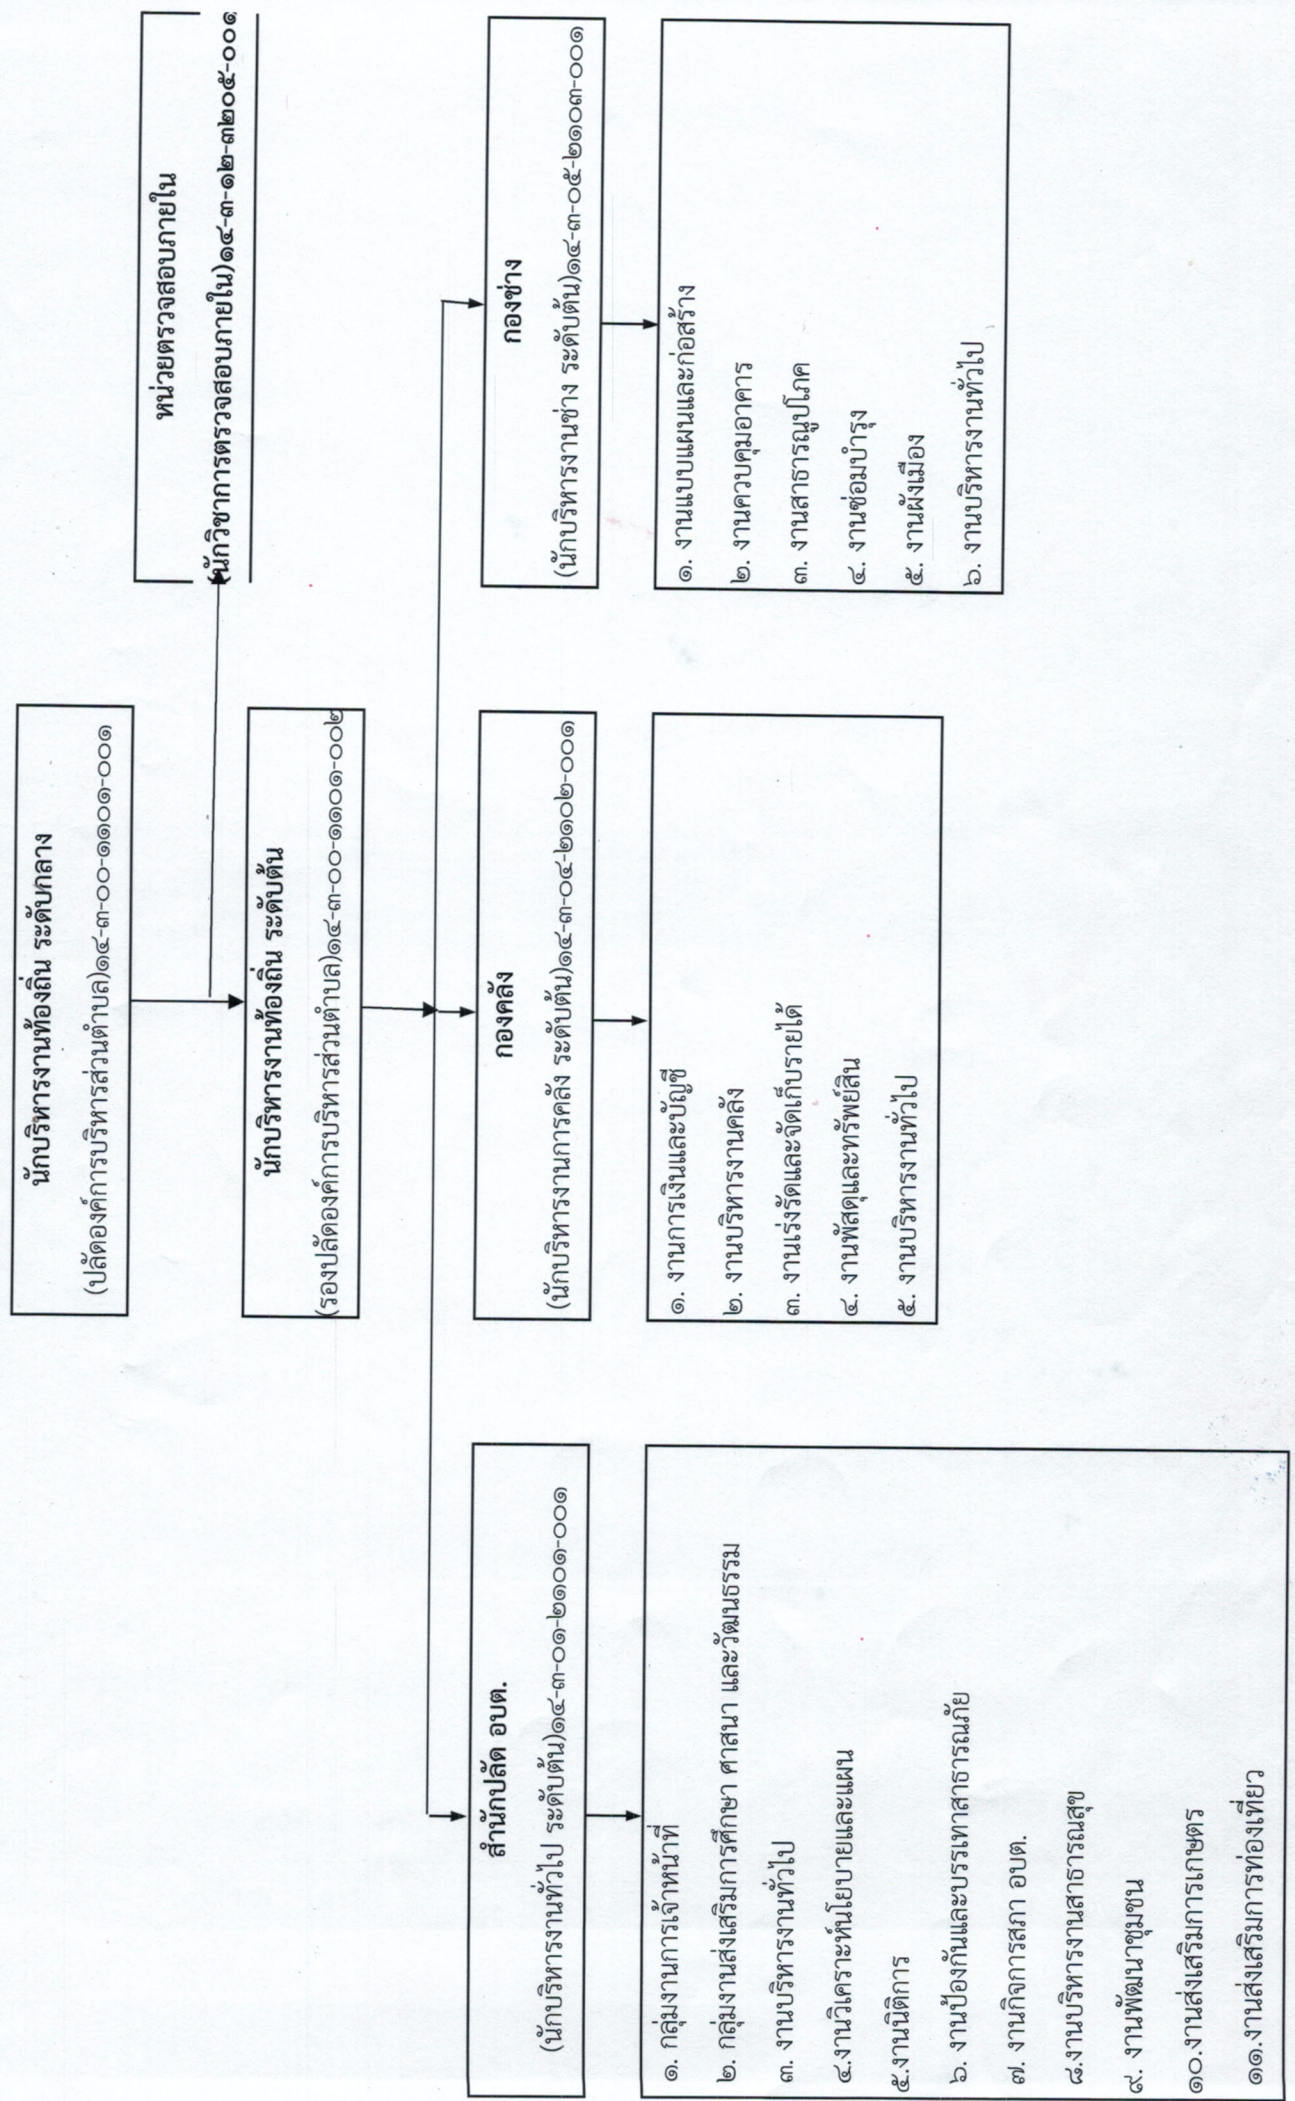 นักบริหารงานท้องถิ่น ระดับกลาง
(ปลัดองค์การบริหารส่วนตำบล)๑๔-๓-๐๐-๑๑๐๑-๐๐๑
หน่วยตรวจสอบภายใน
(นักวิชาการตรวจสอบภายใน)๑๔-๓-๑๒-๓๒๐๕-๐๐๑
นักบริหารงานท้องถิ่น ระดับต้น
(รองปลัดองค์การบริหารส่วนตำบล)๑๔-๓-๐๐-๑๑๐๑-๐๐๒
สำนักปลัด อบต.
(นักบริหารงานทั่วไป ระดับต้น)๑๔-๓-๐๑-๒๑๐๑-๐๐๑
๑. กลุ่มงานการเจ้าหน้าที่
๒. กลุ่มงานส่งเสริมการศึกษา ศาสนา และวัฒนธรรม
๓. งานบริหารงานทั่วไป
๔.งานวิเคราะห์นโยบายและแผน
๕.งานนิติการ
๖. งานป้องกันและบรรเทาสาธารณภัย
๗. งานกิจการสภา อบต.
๘.งานบริหารงานสาธารณสุข
๙. งานพัฒนาชุมชน
๑๐.งานส่งเสริมการเกษตร
๑๑.งานส่งเสริมการท่องเที่ยว
กองคลัง
(นักบริหารงานการคลัง ระดับต้น)๑๔-๓-๐๔-๒๑๐๒-๐๐๑
๑. งานการเงินและบัญชี
๒. งานบริหารงานคลัง
๓. งานเร่งรัดและจัดเก็บรายได้
๔. งานพัสดุและทรัพย์สิน
๕. งานบริหารงานทั่วไป
กองช่าง
(นักบริหารงานช่าง ระดับต้น)๑๔-๓-๐๕-๒๑๐๓-๐๐๑
๑. งานแบบแผนและก่อสร้าง
๒. งานควบคุมอาคาร
๓. งานสาธารณูปโภค
๔. งานซ่อมบำรุง
๕. งานผังเมือง
๖. งานบริหารงานทั่วไป